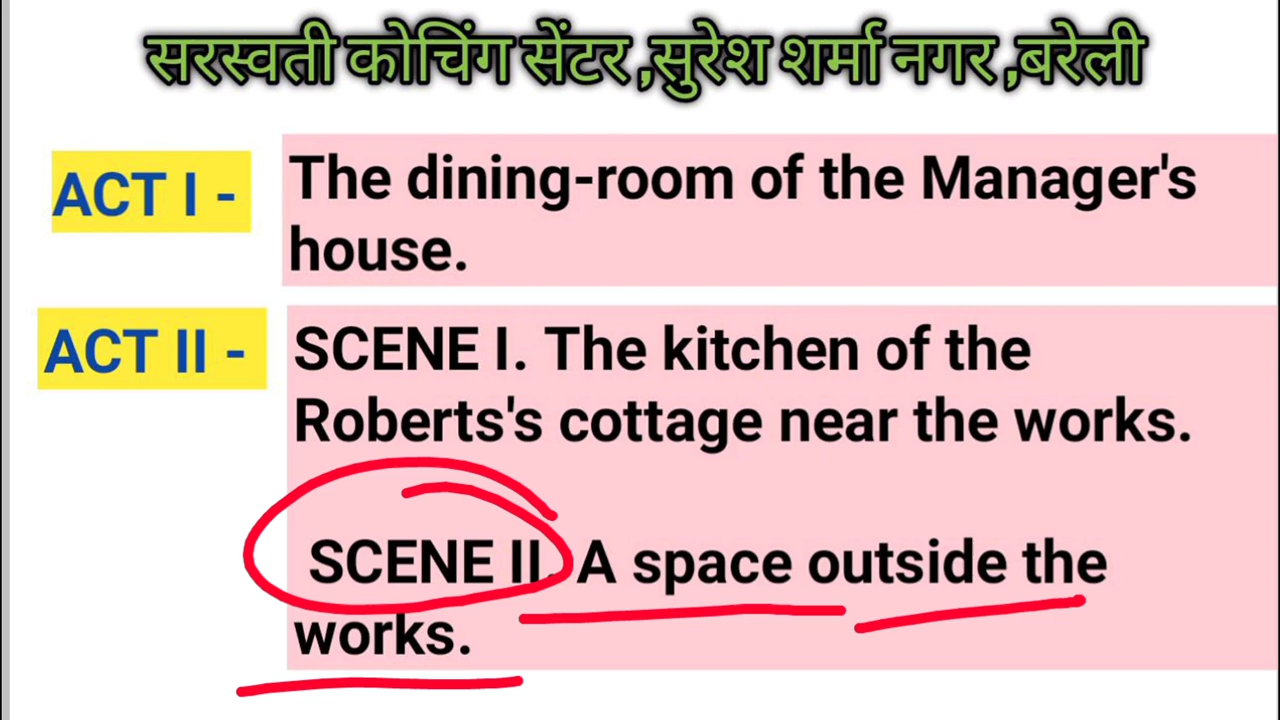 सरस्वती कोचिंग सेंटर ,सुरेश शर्मा नगर ,बरेली
ACT I - The dining-room of the Manager's
house.
ACT II - SCENE I. The kitchen of the
Roberts's cottage near the works.
SCENE II. A space outside the
works.